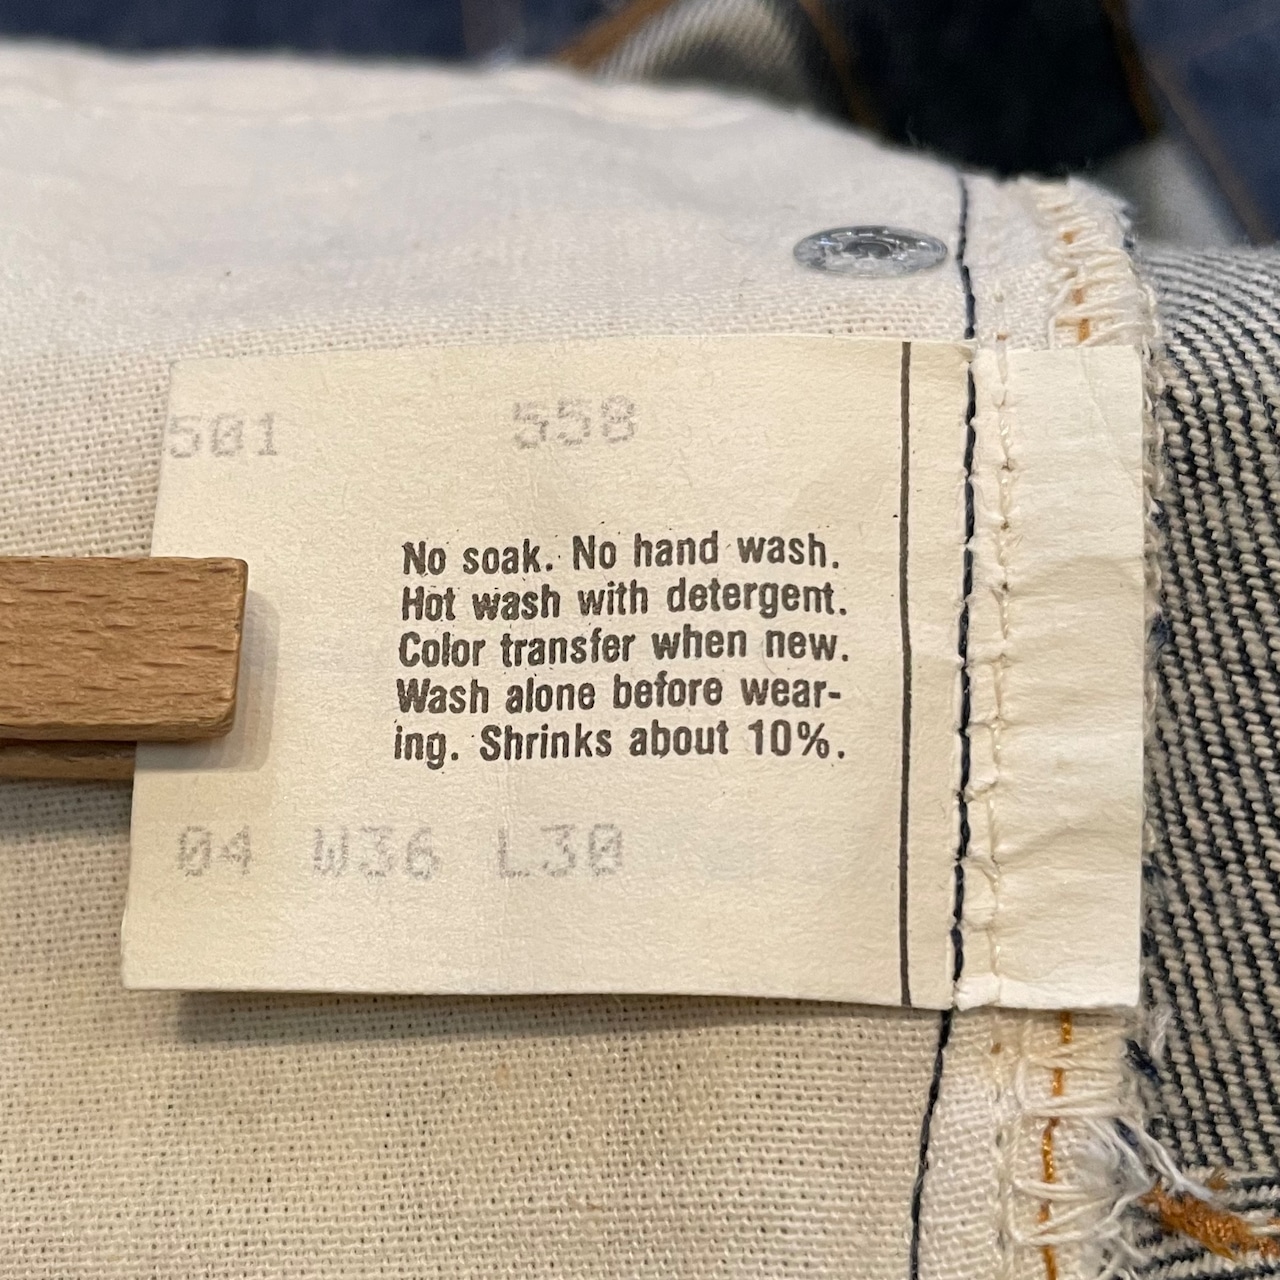 501 558
No soak. No hand wash.
Hot wash with detergent.
Color transfer when new.
Wash alone before wear-
ing. Shrinks about 10%.
04 W36 L30